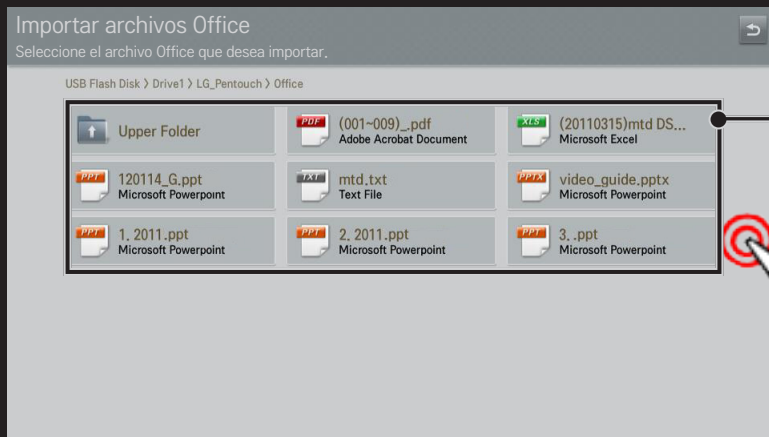 Importar archivos Office
Seleccione el archivo Office que desea importar.
USB Flash Disk > Drive1 > LG_Pentouch > Office
Upper Folder
PDF
(001~009)_.pdf
Adobe Acrobat Document
XLS
(20110315)mtd DS...
Microsoft Excel
PPT
120114_G.ppt
Microsoft Powerpoint
TXT
mtd.txt
Text File
PPTX
video_guide.pptx
Microsoft Powerpoint
PPT
1. 2011.ppt
Microsoft Powerpoint
PPT
2. 2011.ppt
Microsoft Powerpoint
PPT
3. .ppt
Microsoft Powerpoint